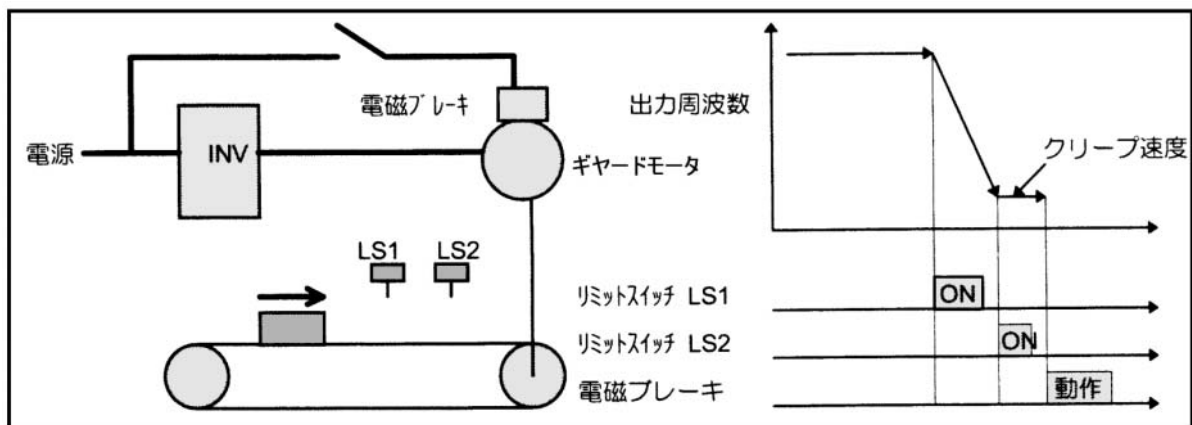 電磁ブレーキ
電源
INV
ギヤードモータ
LS1 LS2
出力周波数
クリープ速度
リミットスイッチ LS1
ON
リミットスイッチ LS2
ON
電磁ブレーキ
動作